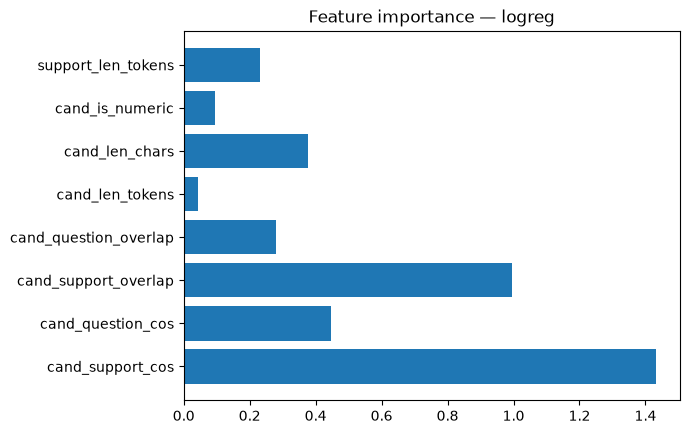 Feature importance — logreg
support_len_tokens
cand_is_numeric
cand_len_chars
cand_len_tokens
cand_question_overlap
cand_support_overlap
cand_question_cos
cand_support_cos
0.0 0.2 0.4 0.6 0.8 1.0 1.2 1.4